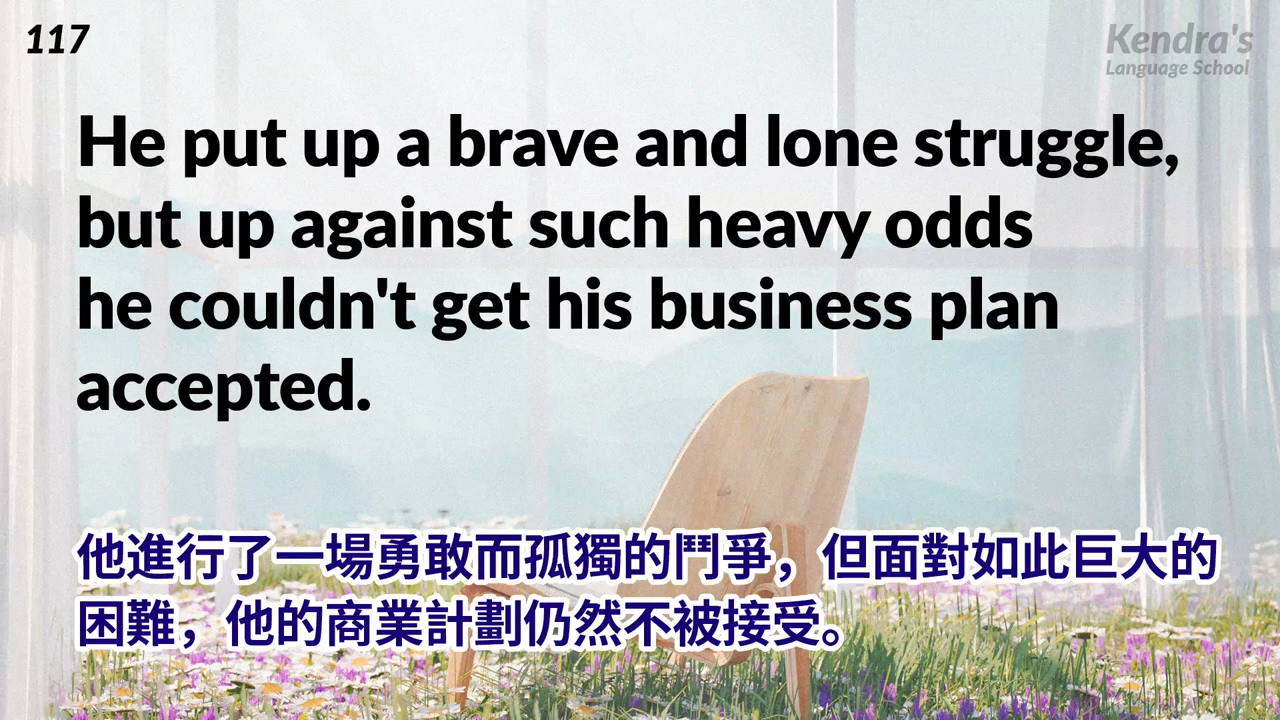 117
Kendra's
Language School
He put up a brave and lone struggle,
but up against such heavy odds
he couldn't get his business plan
accepted.
他進行了一場勇敢而孤獨的鬥爭，但面對如此巨大的
困難，他的商業計劃仍然不被接受。